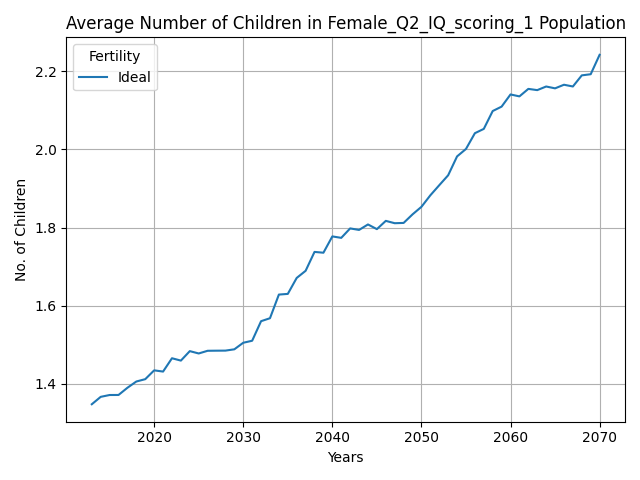 Average Number of Children in Female_Q2_IQ_scoring_1 Population
Fertility
Ideal
No. of Children
2.2
2.0
1.8
1.6
1.4
2020 2030 2040 2050 2060 2070
Years